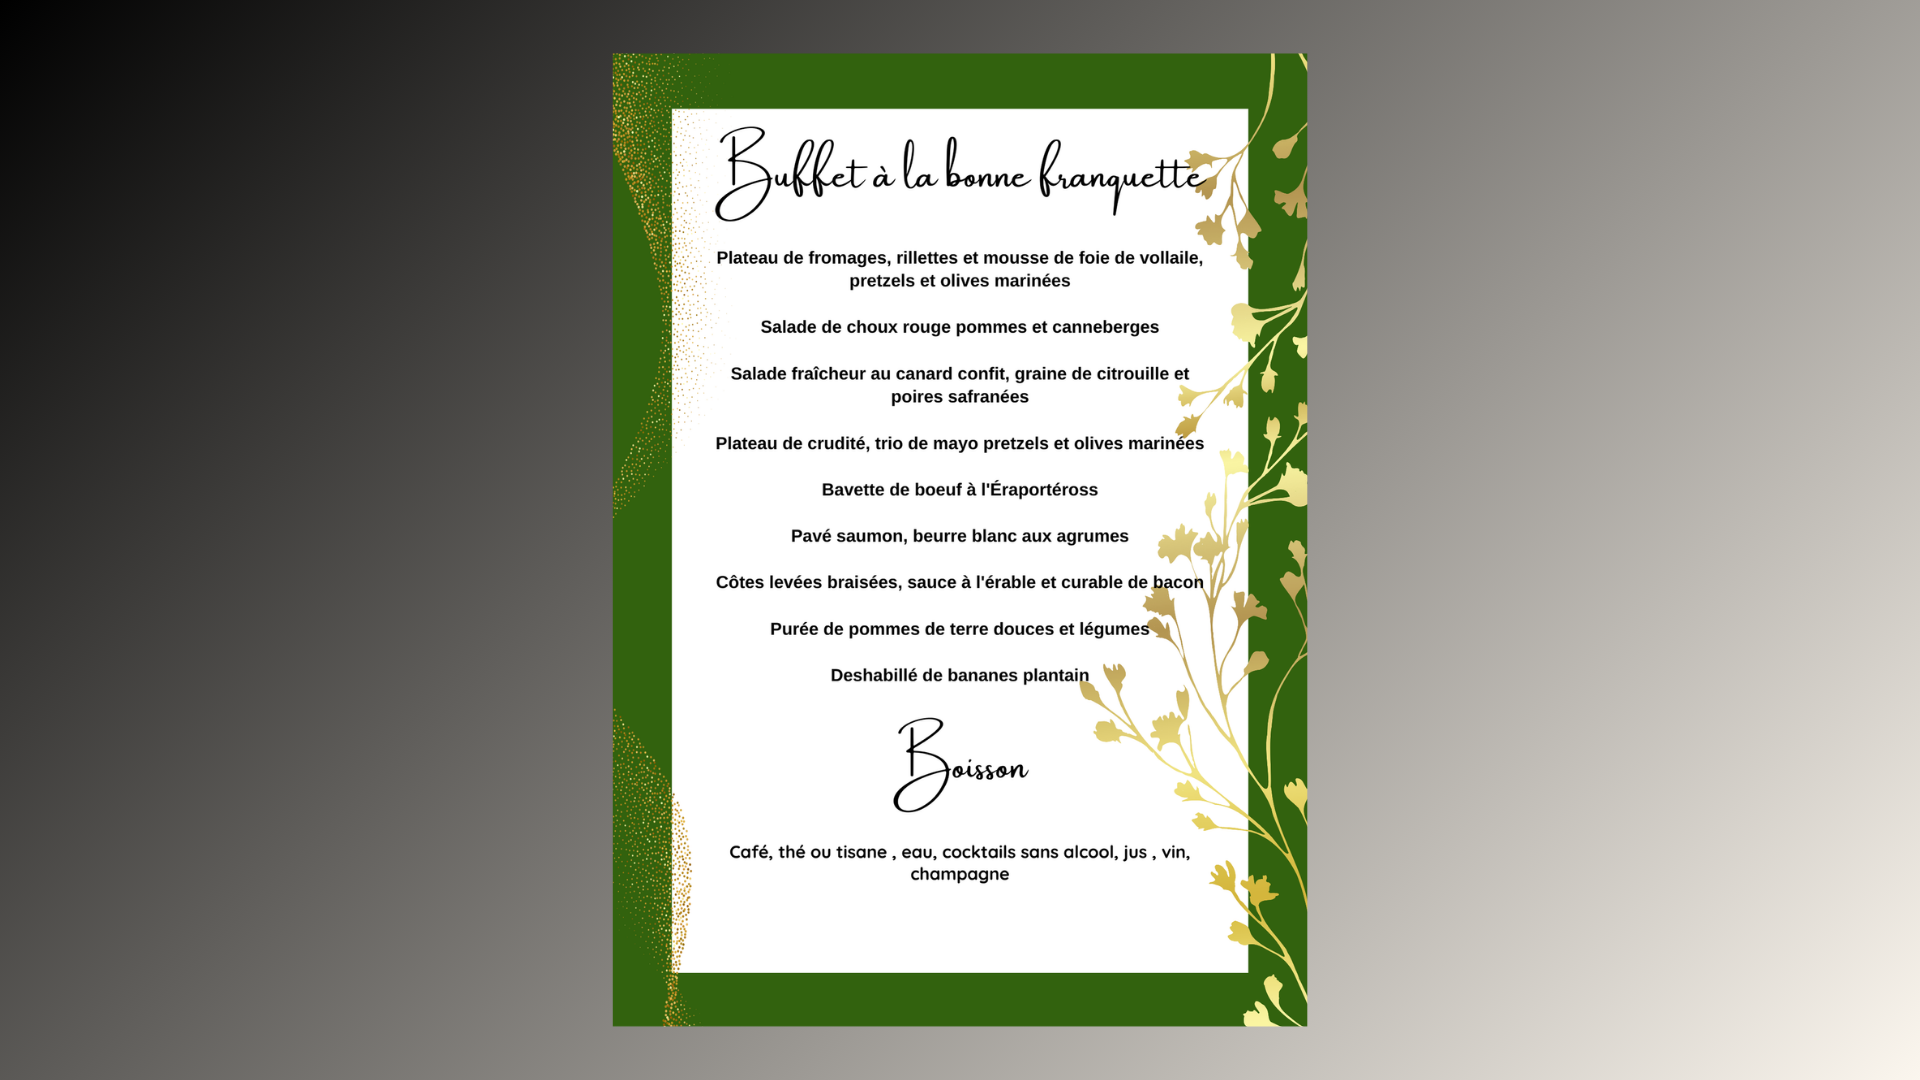 Buffet à la bonne franquette
Plateau de fromages, rillettes et mousse de foie de vollaile,
pretzels et olives marinées
Salade de choux rouge pommes et canneberges
Salade fraîcheur au canard confit, graine de citrouille et
poires safranées
Plateau de crudité, trio de mayo pretzels et olives marinées
Bavette de boeuf à l'Éraportéross
Pavé saumon, beurre blanc aux agrumes
Côtes levées braisées, sauce à l'érable et curable de bacon
Purée de pommes de terre douces et légumes
Deshabillé de bananes plantain
Boisson
Café, thé ou tisane , eau, cocktails sans alcool, jus , vin,
champagne